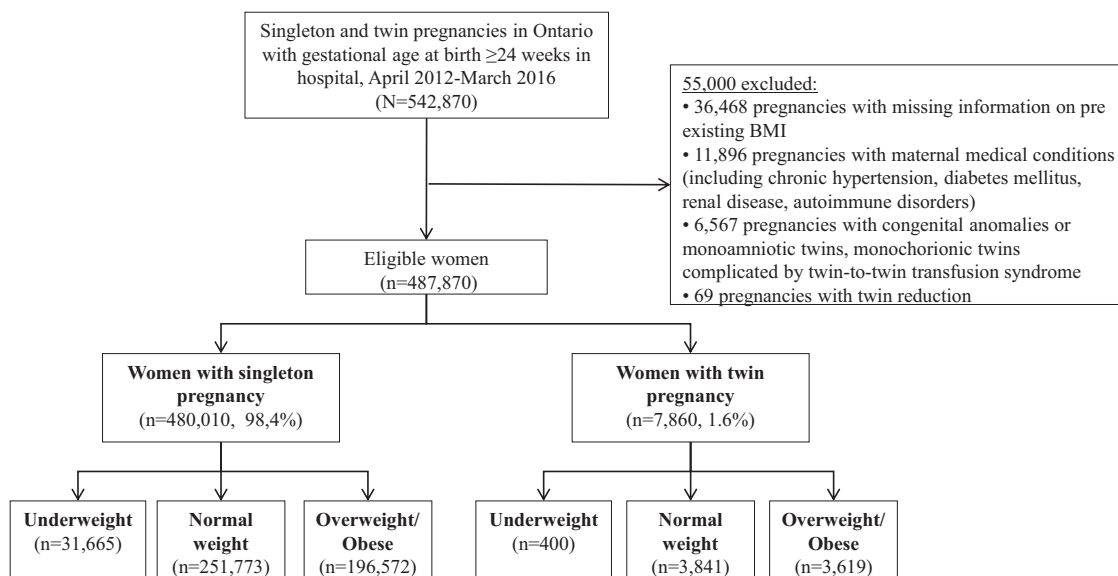 Singleton and twin pregnancies in Ontario
with gestational age at birth ≥24 weeks in
hospital, April 2012-March 2016
(N=542,870)
55,000 excluded:
• 36,468 pregnancies with missing information on pre
existing BMI
• 11,896 pregnancies with maternal medical conditions
(including chronic hypertension, diabetes mellitus,
renal disease, autoimmune disorders)
• 6,567 pregnancies with congenital anomalies or
monoamniotic twins, monochorionic twins
complicated by twin-to-twin transfusion syndrome
• 69 pregnancies with twin reduction
Eligible women
(n=487,870)
Women with singleton
pregnancy
(n=480,010, 98,4%)
Women with twin
pregnancy
(n=7,860, 1.6%)
Underweight
(n=31,665)
Normal
weight
(n=251,773)
Overweight/
Obese
(n=196,572)
Underweight
(n=400)
Normal
weight
(n=3,841)
Overweight/
Obese
(n=3,619)